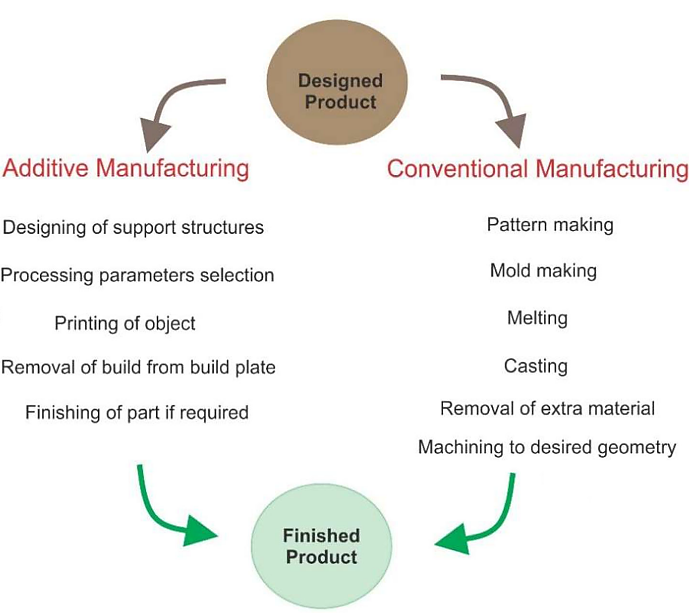 Designed
Product
Additive Manufacturing
Designing of support structures
Processing parameters selection
Printing of object
Removal of build from build plate
Finishing of part if required
Conventional Manufacturing
Pattern making
Mold making
Melting
Casting
Removal of extra material
Machining to desired geometry
Finished
Product